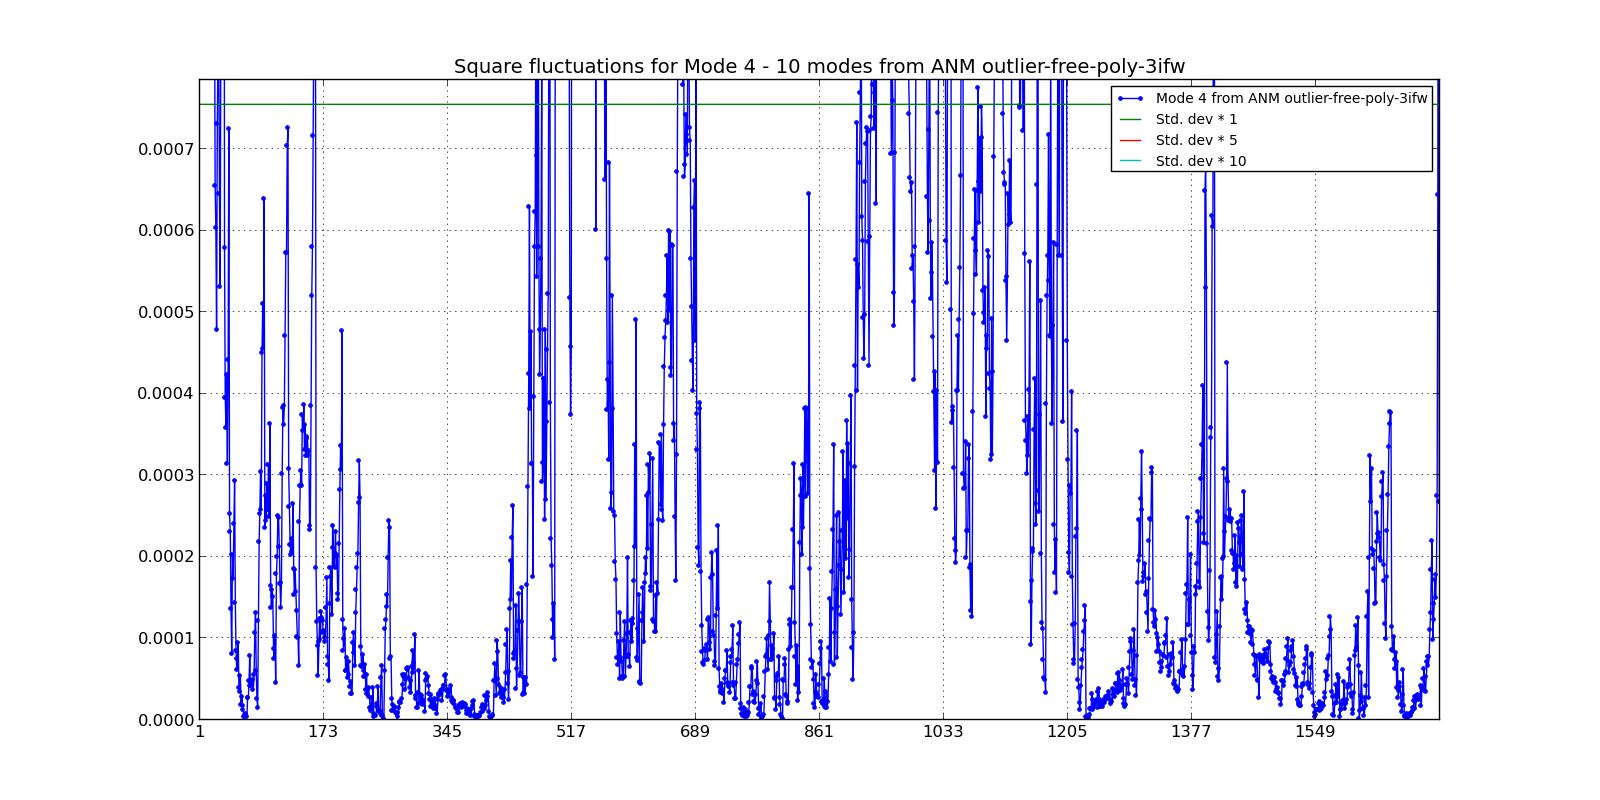 Square fluctuations for Mode 4 - 10 modes from ANM outlier-free-poly-3ifw
Mode 4 from ANM outlier-free-poly-3ifw
Std. dev * 1
Std. dev * 5
Std. dev * 10
0.0007
0.0006
0.0005
0.0004
0.0003
0.0002
0.0001
0.0000
1 173 345 517 689 861 1033 1205 1377 1549